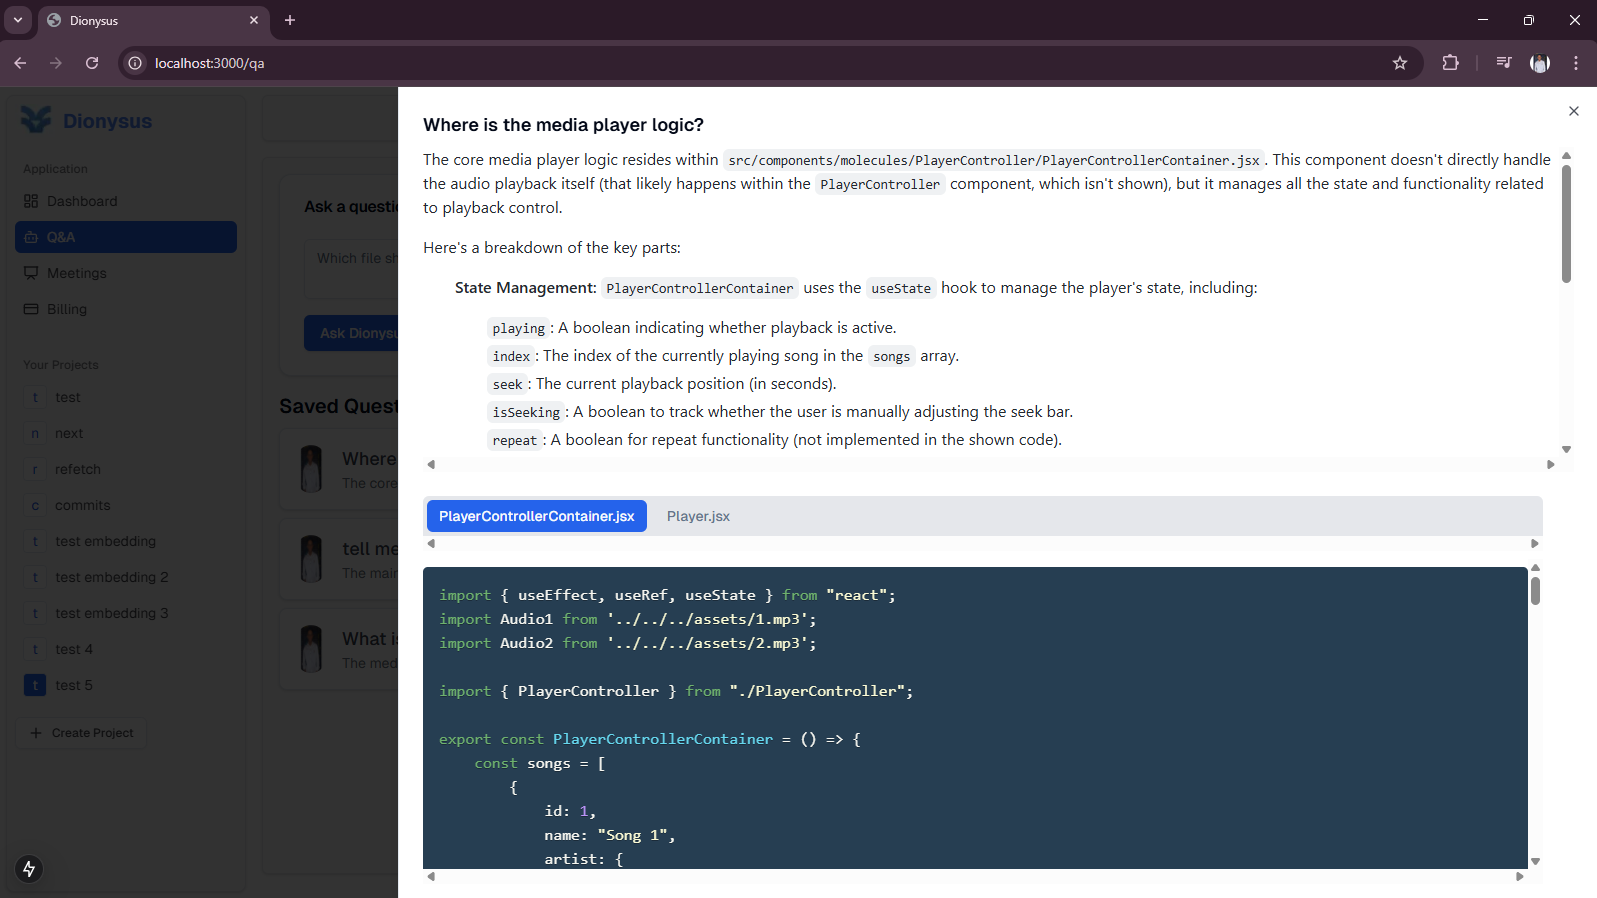 Dionysus
localhost:3000/qa
Dionysus
Application
Dashboard
Q&A
Meetings
Billing
Your Projects
t test
n next
r refetch
c commits
t test embedding
t test embedding 2
t test embedding 3
t test 4
t test 5
Create Project
Ask a questi
Which file sh
Ask Dionysu
Saved Quest
Where
The core
tell me
The mair
What is
The med
Where is the media player logic?
The core media player logic resides within src/components/molecules/PlayerController/PlayerControllerContainer.jsx. This component doesn't directly handle
the audio playback itself (that likely happens within the PlayerController component, which isn't shown), but it manages all the state and functionality related
to playback control.
Here's a breakdown of the key parts:
State Management: PlayerControllerContainer uses the useState hook to manage the player's state, including:
playing: A boolean indicating whether playback is active.
index: The index of the currently playing song in the songs array.
seek: The current playback position (in seconds).
isSeeking: A boolean to track whether the user is manually adjusting the seek bar.
repeat: A boolean for repeat functionality (not implemented in the shown code).
PlayerControllerContainer.jsx Player.jsx
import { useEffect, useRef, useState } from "react";
import Audio1 from '../../../assets/1.mp3';
import Audio2 from '../../../assets/2.mp3';
import { PlayerController } from "./PlayerController";
export const PlayerControllerContainer = () => {
const songs = [
{
id: 1,
name: "Song 1",
artist: {